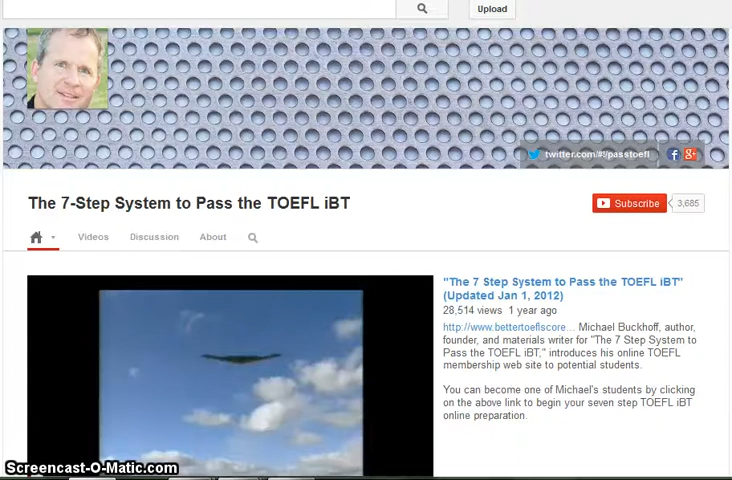 Upload
twitter.com/#!/passtoefl
The 7-Step System to Pass the TOEFL iBT
Subscribe 3,685
Videos Discussion About
"The 7 Step System to Pass the TOEFL iBT"
(Updated Jan 1, 2012)
28,514 views 1 year ago
http://www.bettertoeflscore... Michael Buckhoff, author,
founder, and materials writer for "The 7 Step System to
Pass the TOEFL iBT," introduces his online TOEFL
membership web site to potential students.
You can become one of Michael's students by clicking
on the above link to begin your seven step TOEFL iBT
online preparation.
Screencast-O-Matic.com